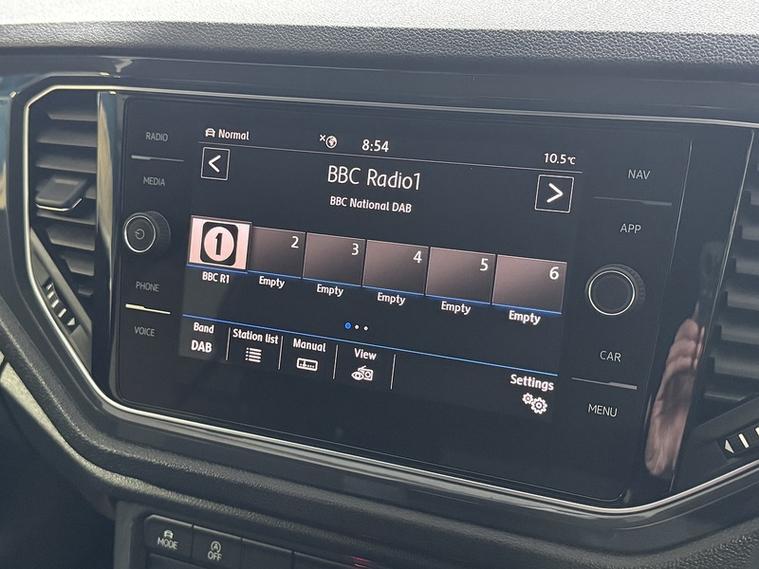 RADIO
MEDIA
PHONE
VOICE
Normal
8:54
10.5°C
BBC Radio1
BBC National DAB
1
2
3
4
5
6
BBC R1
Empty
Empty
Empty
Empty
Empty
Band
DAB
Station list
Manual
View
Settings
NAV
APP
CAR
MENU
MODE
OFF